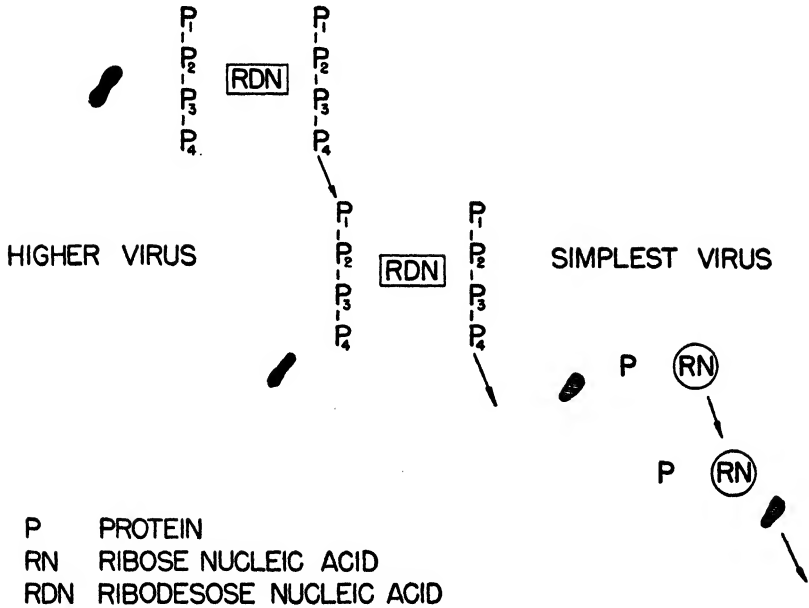 P₁ P₁
P₂ RDN P₂
P₃ P₃
P₄ P₄
P₁ P₁
HIGHER VIRUS P₂ RDN P₂ SIMPLEST VIRUS
P₃ P₃
P₄ P₄
P RN
P RN
P PROTEIN
RN RIBOSE NUCLEIC ACID
RDN RIBODESOSE NUCLEIC ACID